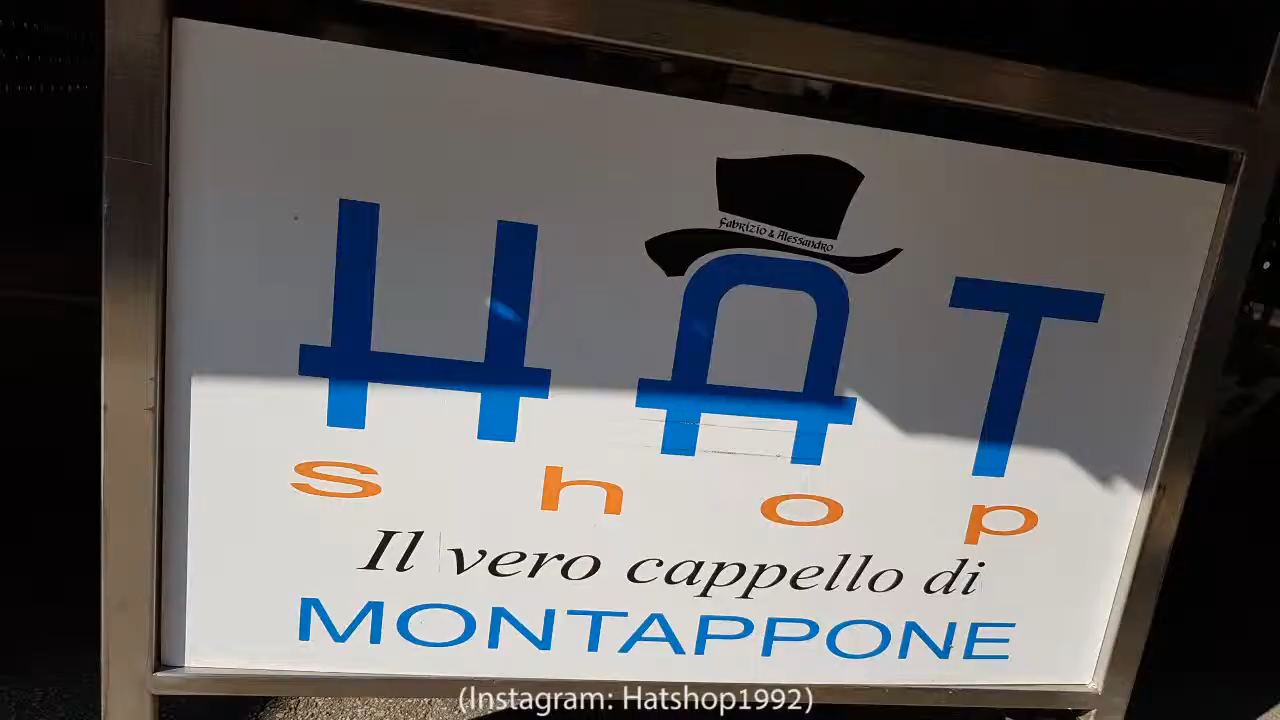 Fabrizio & Alessandro
HAT
shop
Il vero cappello di
MONTAPPONE
(Instagram: Hatshop1992)